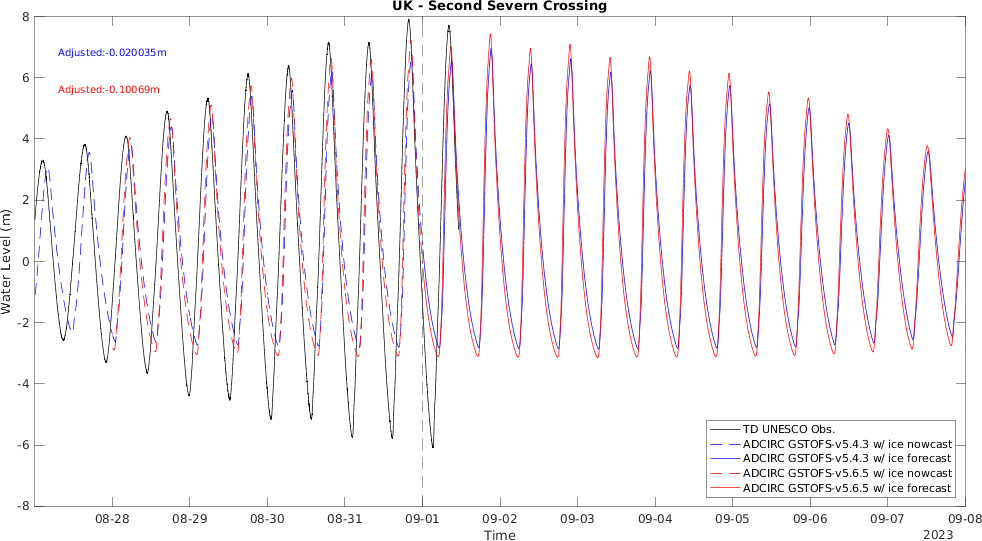 UK - Second Severn Crossing
8
6
4
2
0
-2
-4
-6
-8
Water Level (m)
Adjusted:-0.020035m
Adjusted:-0.10069m
TD UNESCO Obs.
ADCIRC GSTOFS-v5.4.3 w/ ice nowcast
ADCIRC GSTOFS-v5.4.3 w/ ice forecast
ADCIRC GSTOFS-v5.6.5 w/ ice nowcast
ADCIRC GSTOFS-v5.6.5 w/ ice forecast
08-28 08-29 08-30 08-31 09-01 09-02 09-03 09-04 09-05 09-06 09-07 09-08
Time
2023